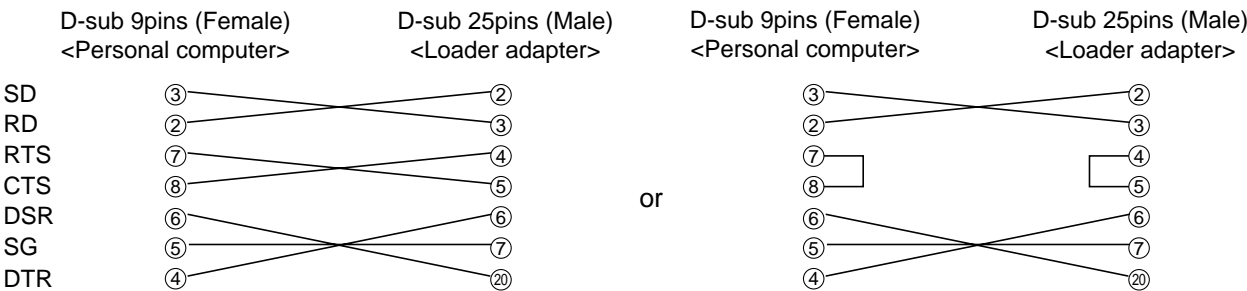 D-sub 9pins (Female) D-sub 25pins (Male) D-sub 9pins (Female) D-sub 25pins (Male)
<Personal computer> <Loader adapter> <Personal computer> <Loader adapter>
SD 3 2 3 2
RD 2 3 2 3
RTS 7 4 7 4
CTS 8 5 8 5
or
DSR 6 6 6 6
SG 5 7 5 7
DTR 4 20 4 20